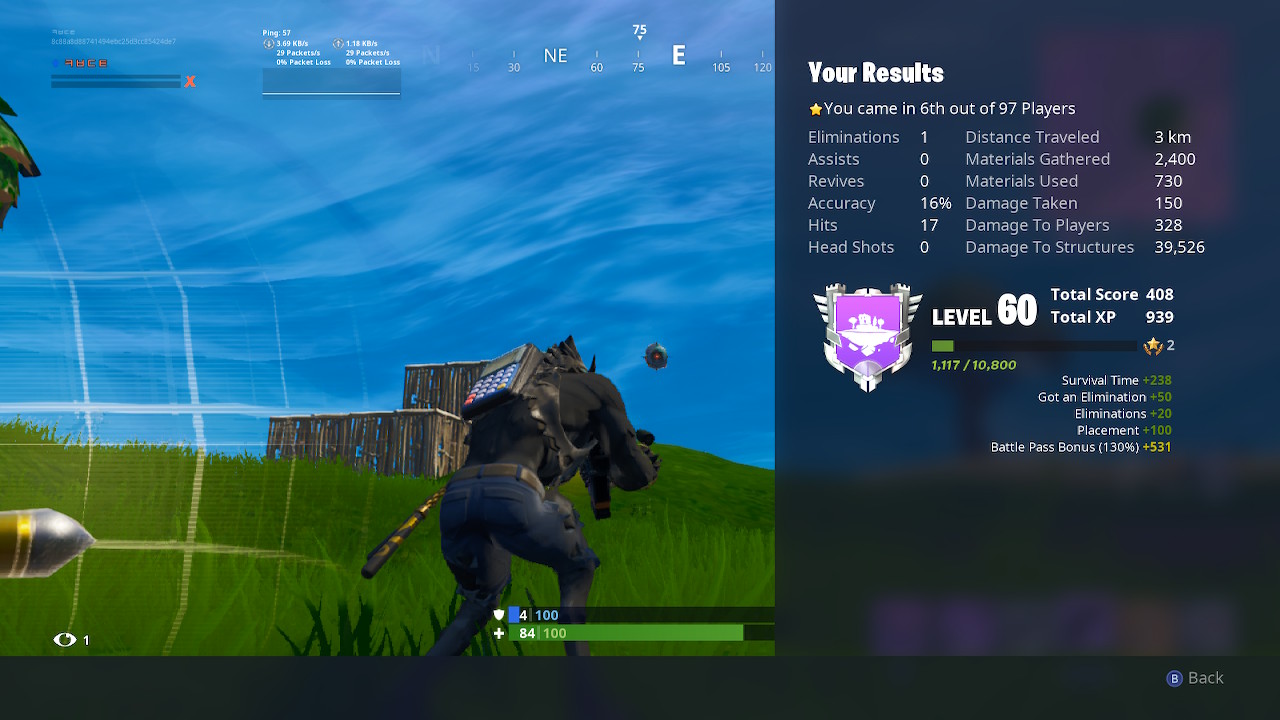 Ping: 57
3.69 KB/s 1.18 KB/s
29 Packets/s 29 Packets/s
0% Packet Loss 0% Packet Loss
75
N NE E
15 30 60 75 105 120
X
4 | 100
84 | 100
1
Your Results
You came in 6th out of 97 Players
Eliminations 1 Distance Traveled 3 km
Assists 0 Materials Gathered 2,400
Revives 0 Materials Used 730
Accuracy 16% Damage Taken 150
Hits 17 Damage To Players 328
Head Shots 0 Damage To Structures 39,526
LEVEL 60
Total Score 408
Total XP 939
2
1,117 / 10,800
Survival Time +238
Got an Elimination +50
Eliminations +20
Placement +100
Battle Pass Bonus (130%) +531
B Back